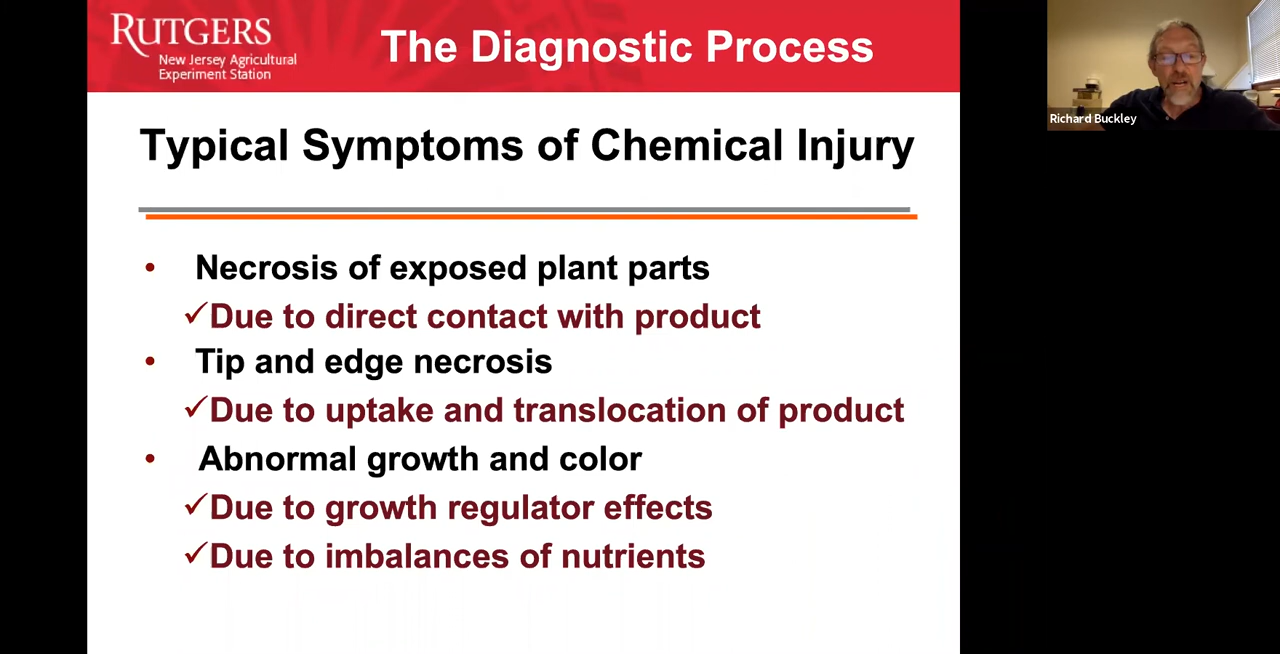 RUTGERS
New Jersey Agricultural
Experiment Station
The Diagnostic Process
Richard Buckley
Typical Symptoms of Chemical Injury
• Necrosis of exposed plant parts
✓Due to direct contact with product
• Tip and edge necrosis
✓Due to uptake and translocation of product
• Abnormal growth and color
✓Due to growth regulator effects
✓Due to imbalances of nutrients